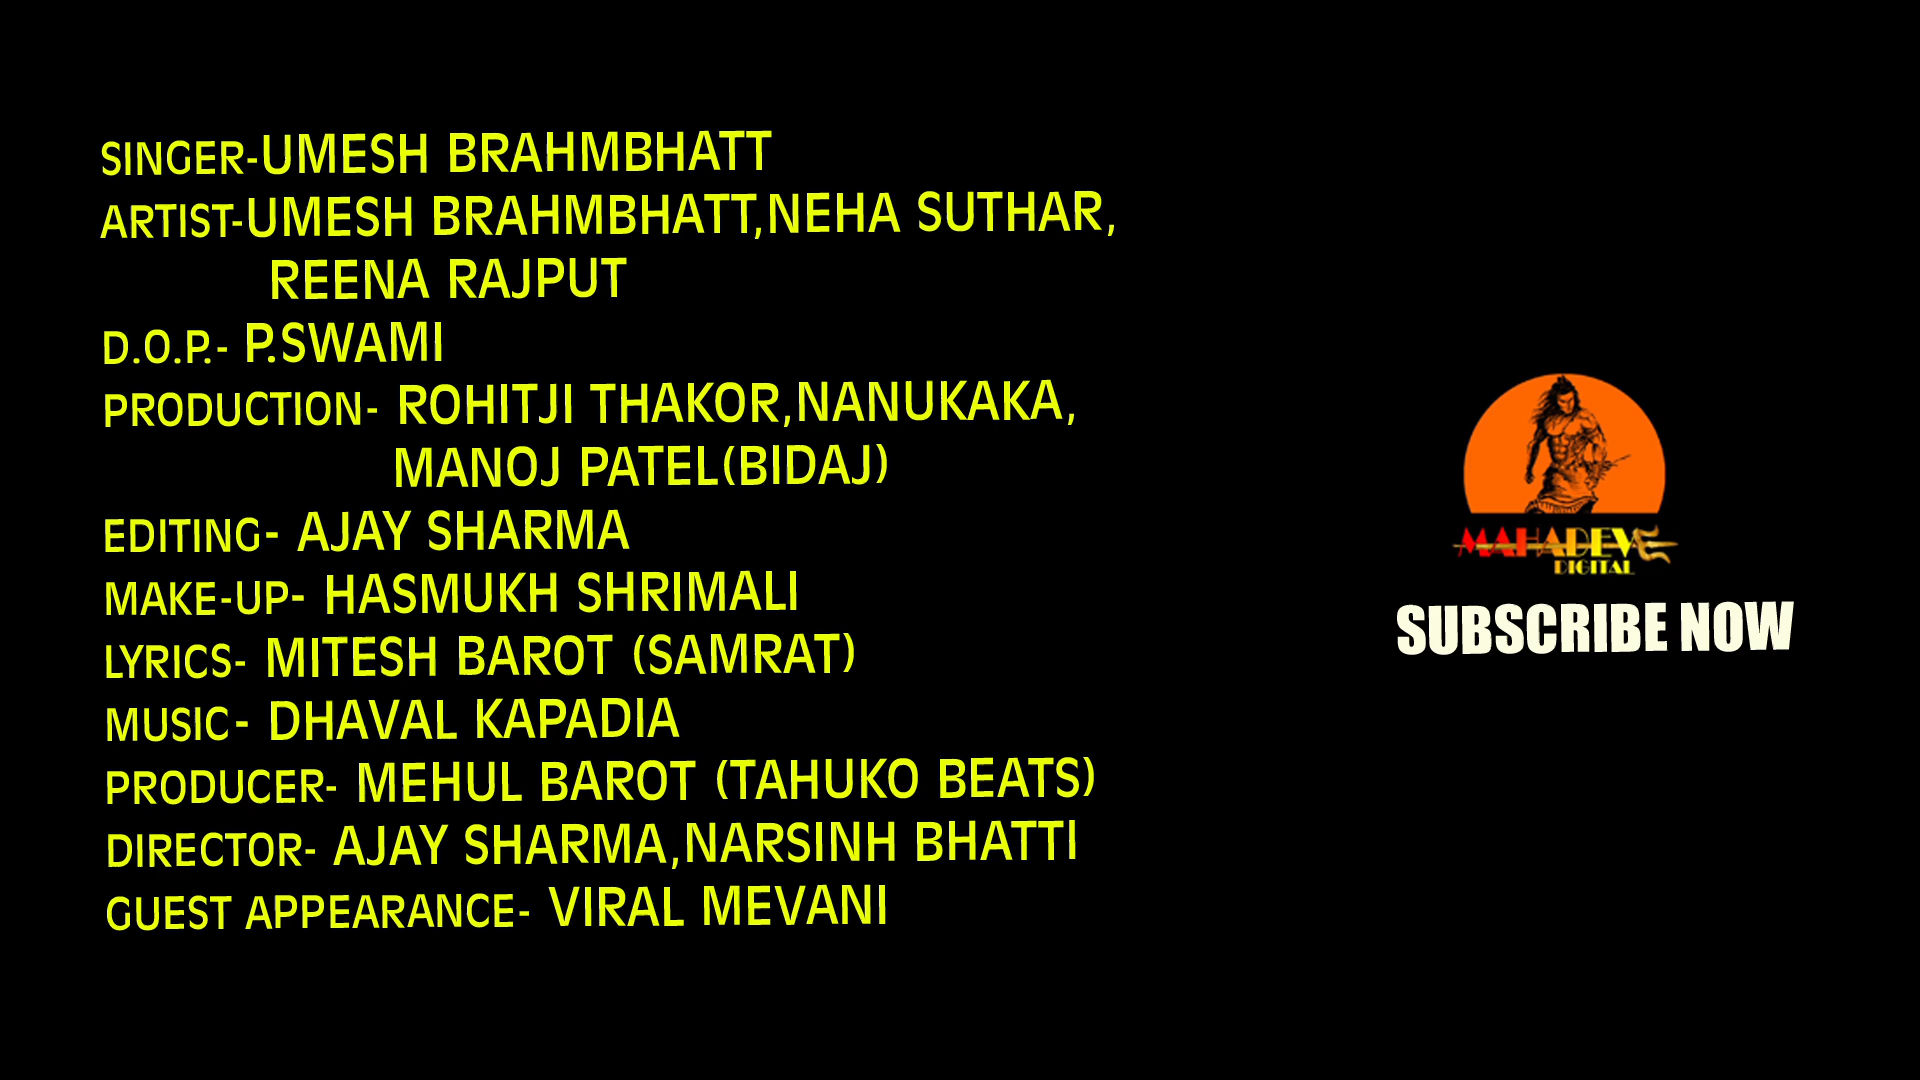 SINGER-UMESH BRAHMBHATT
ARTIST-UMESH BRAHMBHATT,NEHA SUTHAR,
REENA RAJPUT
D.O.P.- P.SWAMI
PRODUCTION- ROHITJI THAKOR,NANUKAKA,
MANOJ PATEL(BIDAJ)
EDITING- AJAY SHARMA
MAKE-UP- HASMUKH SHRIMALI
LYRICS- MITESH BAROT (SAMRAT)
MUSIC- DHAVAL KAPADIA
PRODUCER- MEHUL BAROT (TAHUKO BEATS)
DIRECTOR- AJAY SHARMA,NARSINH BHATTI
GUEST APPEARANCE- VIRAL MEVANI
MAHADEV
DIGITAL
SUBSCRIBE NOW